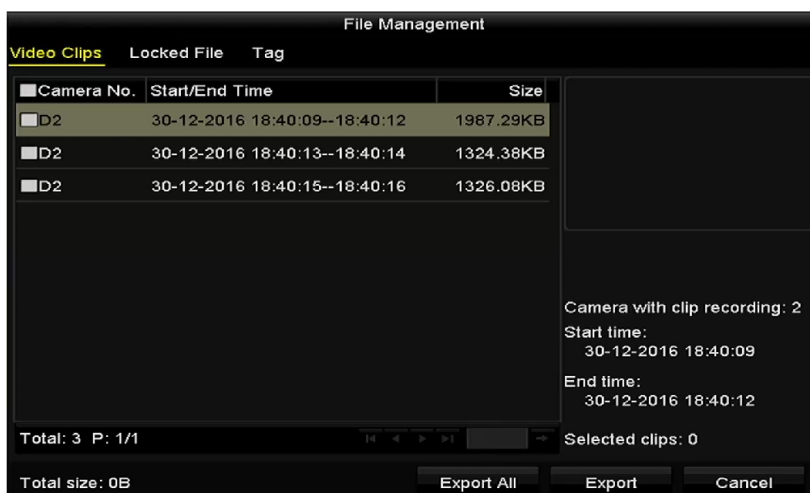 File Management
Video Clips Locked File Tag
Camera No. Start/End Time Size
D2 30-12-2016 18:40:09--18:40:12 1987.29KB
D2 30-12-2016 18:40:13--18:40:14 1324.38KB
D2 30-12-2016 18:40:15--18:40:16 1326.08KB
Camera with clip recording: 2
Start time:
30-12-2016 18:40:09
End time:
30-12-2016 18:40:12
Total: 3 P: 1/1
Selected clips: 0
Total size: 0B
Export All Export Cancel